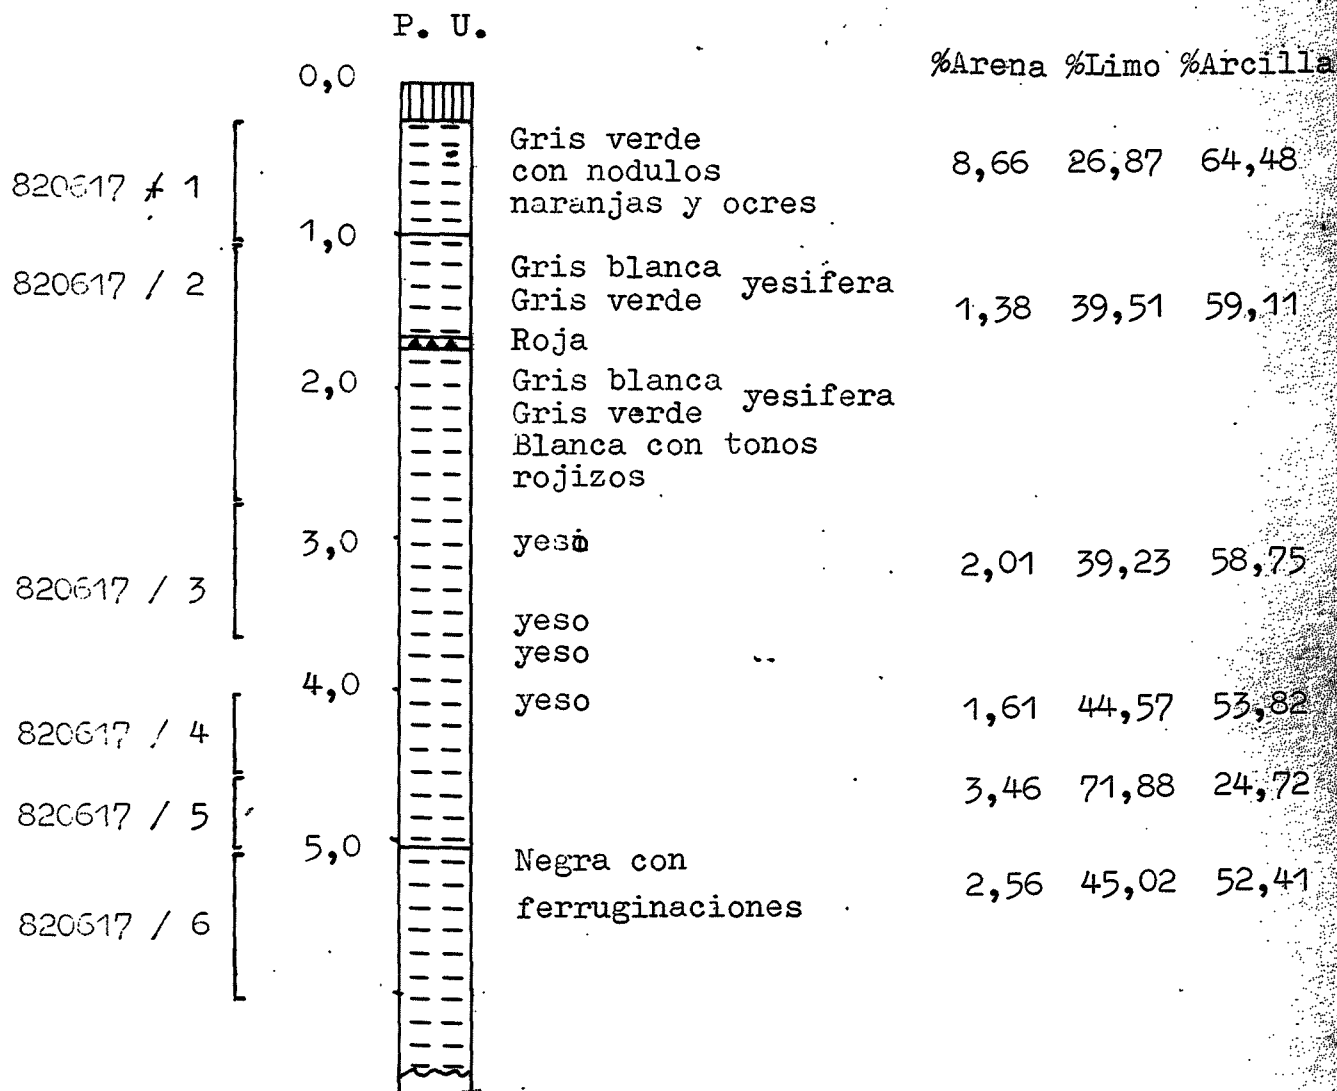 P. U.
%Arena %Limo %Arcilla
0,0
Gris verde
con nodulos
naranjas y ocres
8,66 26,87 64,48
820617 / 1
1,0
Gris blanca
Gris verde
yesifera
820617 / 2
1,38 39,51 59,11
Roja
2,0
Gris blanca
Gris verde
yesifera
Blanca con tonos
rojizos
3,0
yeso
2,01 39,23 58,75
820617 / 3
yeso
yeso
4,0
yeso
1,61 44,57 53,82
820617 / 4
3,46 71,88 24,72
820617 / 5
5,0
Negra con
ferruginaciones
2,56 45,02 52,41
820617 / 6